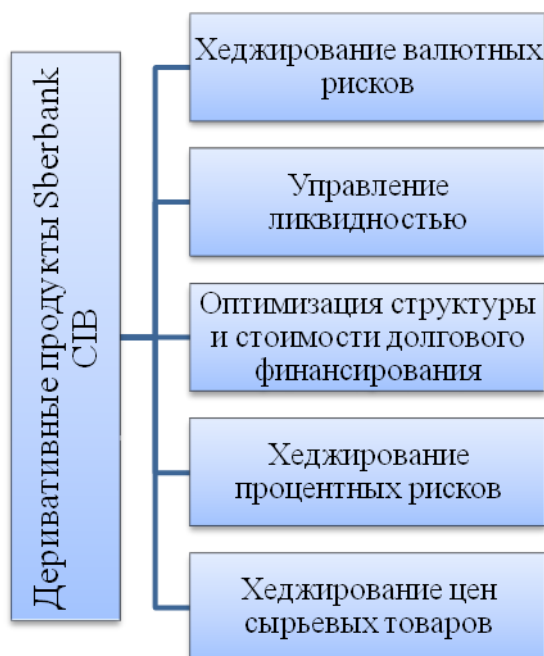 Деривативные продукты Sberbank
CIB
Хеджирование валютных
рисков
Управление
ликвидностью
Оптимизация структуры
и стоимости долгового
финансирования
Хеджирование
процентных рисков
Хеджирование цен
сырьевых товаров